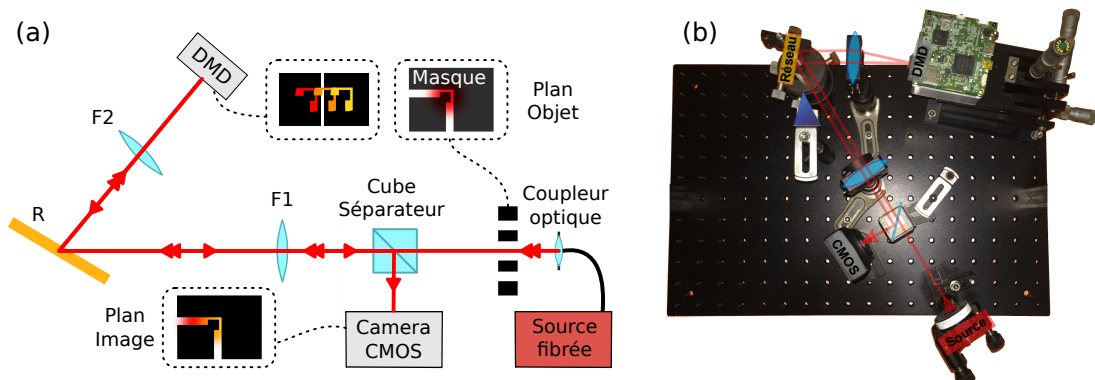 (a)
DMD
F2
R
F1
Masque
Plan
Objet
Cube
Séparateur
Coupleur
optique
Plan
Image
Camera
CMOS
Source
fibrée
(b)
Réseau
DMD
CMOS
Source